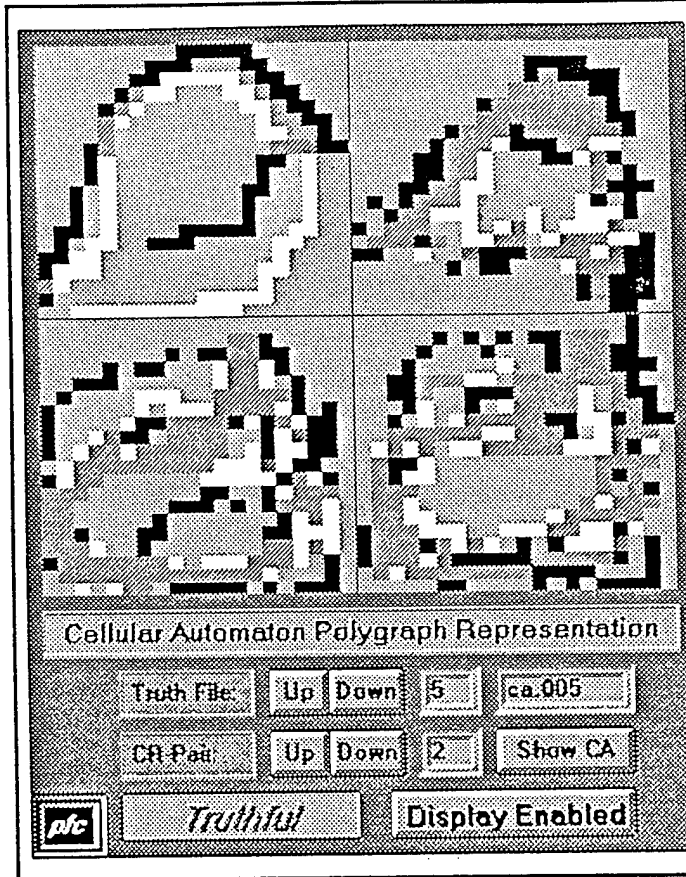 Cellular Automaton Polygraph Representation
Truth File: Up Down 5 ca.005
CR Pair: Up Down 2 Show CA
pfc Truthful Display Enabled